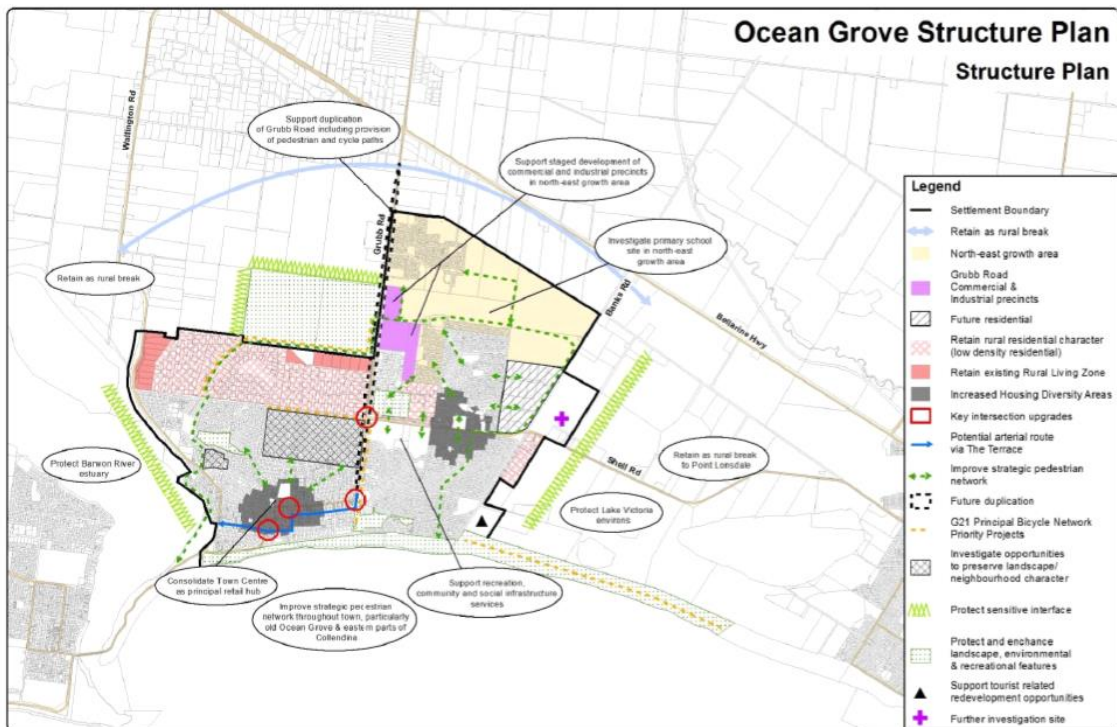 Ocean Grove Structure Plan
Structure Plan
Wallington Rd
Support duplication
of Grubb Road including provision
of pedestrian and cycle paths
Support staged development of
commercial and industrial precincts
in north-east growth area
Grubb Rd
Investigate primary school
site in north-east
growth area
Retain as rural break
Banks Rd
Bellarine Hwy
Protect Barwon River
estuary
Shell Rd
Retain as rural break
to Point Lonsdale
Protect Lake Victoria
environs
Consolidate Town Centre
as principal retail hub
Support recreation,
community and social infrastructure
services
Improve strategic pedestrian
network throughout town, particularly
old Ocean Grove & eastern parts of
Collendina
Legend
Settlement Boundary
Retain as rural break
North-east growth area
Grubb Road
Commercial &
Industrial precincts
Future residential
Retain rural residential character
(low density residential)
Retain existing Rural Living Zone
Increased Housing Diversity Areas
Key intersection upgrades
Potential arterial route
via The Terrace
Improve strategic pedestrian
network
Future duplication
G21 Principal Bicycle Network
Priority Projects
Investigate opportunities
to preserve landscape/
neighbourhood character
Protect sensitive interface
Protect and enchance
landscape, environmental
& recreational features
Support tourist related
redevelopment opportunities
Further investigation site